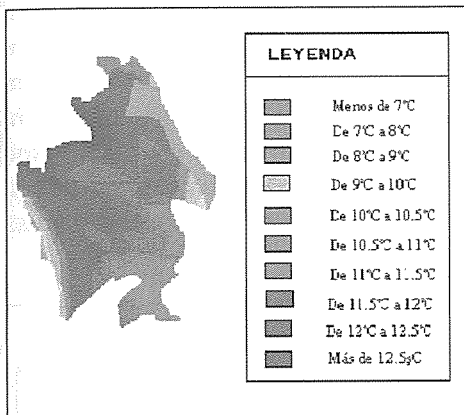 LEYENDA
Menos de 7ºC
De 7ºC a 8ºC
De 8ºC a 9ºC
De 9ºC a 10ºC
De 10ºC a 10.5ºC
De 10.5ºC a 11ºC
De 11ºC a 11.5ºC
De 11.5ºC a 12ºC
De 12ºC a 12.5ºC
Más de 12.5ºC